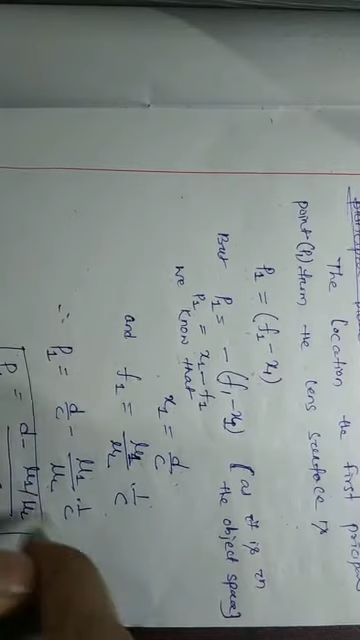 The location the first principal
point (P₁) from the lens surface is
P₁ = (f₁ - x₁)
But P₁ = - (f₁ - x₁) [as it is in the object space]
P₁ = x₁ - f₁
we know that
x₁ = d/C
and f₁ = μ₁/μ₂ · 1/C
∴ P₁ = d/C - μ₁/μ₂ · 1/C
P₁ = d - μ₁/μ₂